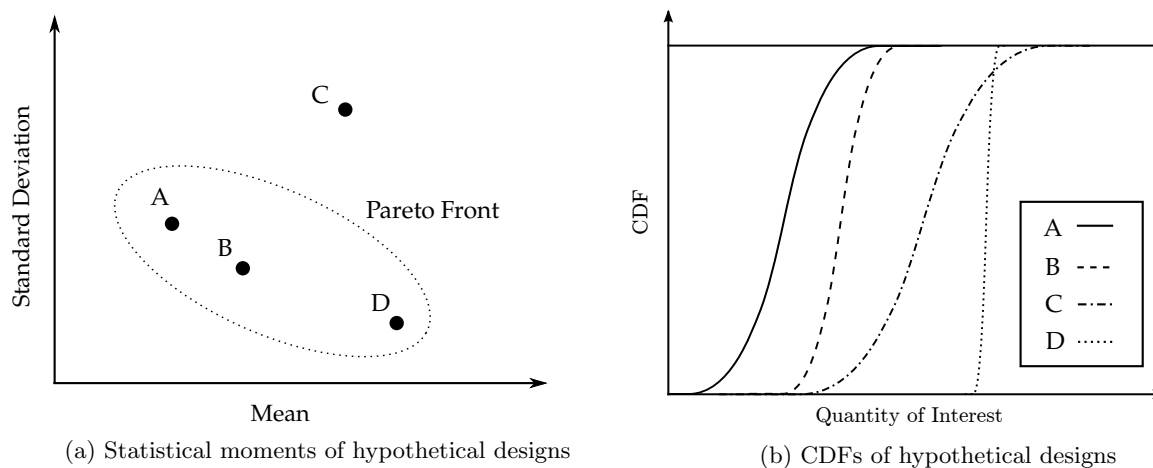 Standard Deviation
C
A
Pareto Front
B
D
Mean
(a) Statistical moments of hypothetical designs
CDF
A
B
C
D
Quantity of Interest
(b) CDFs of hypothetical designs